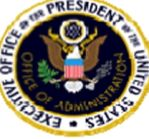 EXECUTIVE OFFICE OF THE PRESIDENT OF THE UNITED STATES
OFFICE OF ADMINISTRATION